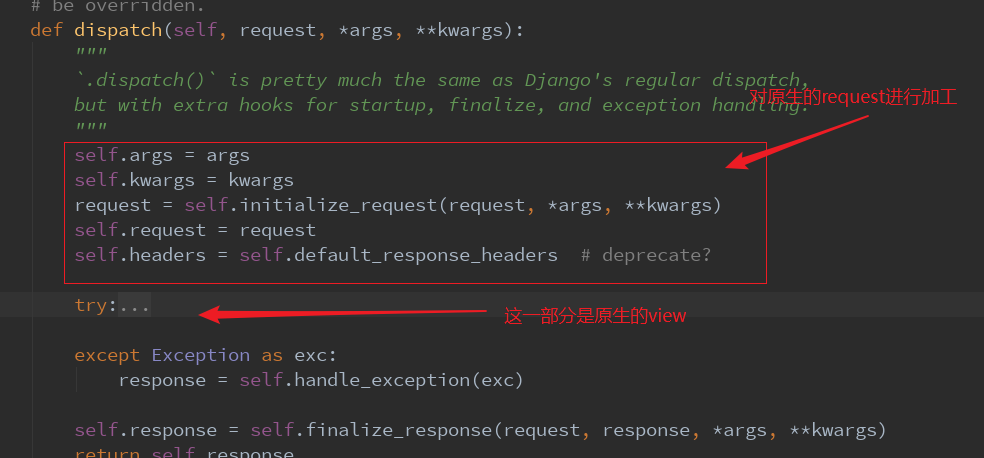 # be overridden.
def dispatch(self, request, *args, **kwargs):
"""
`.dispatch()` is pretty much the same as Django's regular dispatch,
but with extra hooks for startup, finalize, and exception handling.
对原生的request进行加工
"""
self.args = args
self.kwargs = kwargs
request = self.initialize_request(request, *args, **kwargs)
self.request = request
self.headers = self.default_response_headers  # deprecate?
try:...
这一部分是原生的view
except Exception as exc:
response = self.handle_exception(exc)
self.response = self.finalize_response(request, response, *args, **kwargs)
return self.response